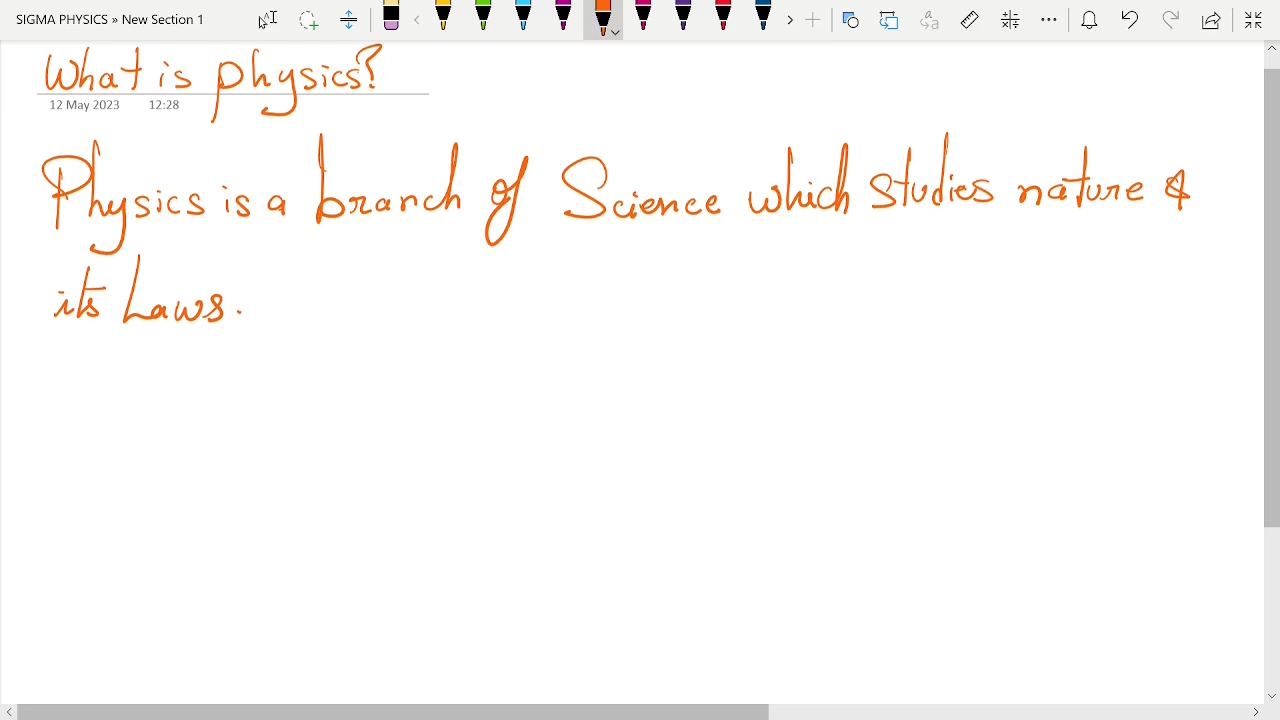 SIGMA PHYSICS » New Section 1
What is physics?
12 May 2023 12:28
Physics is a branch of Science which studies nature &
its Laws.